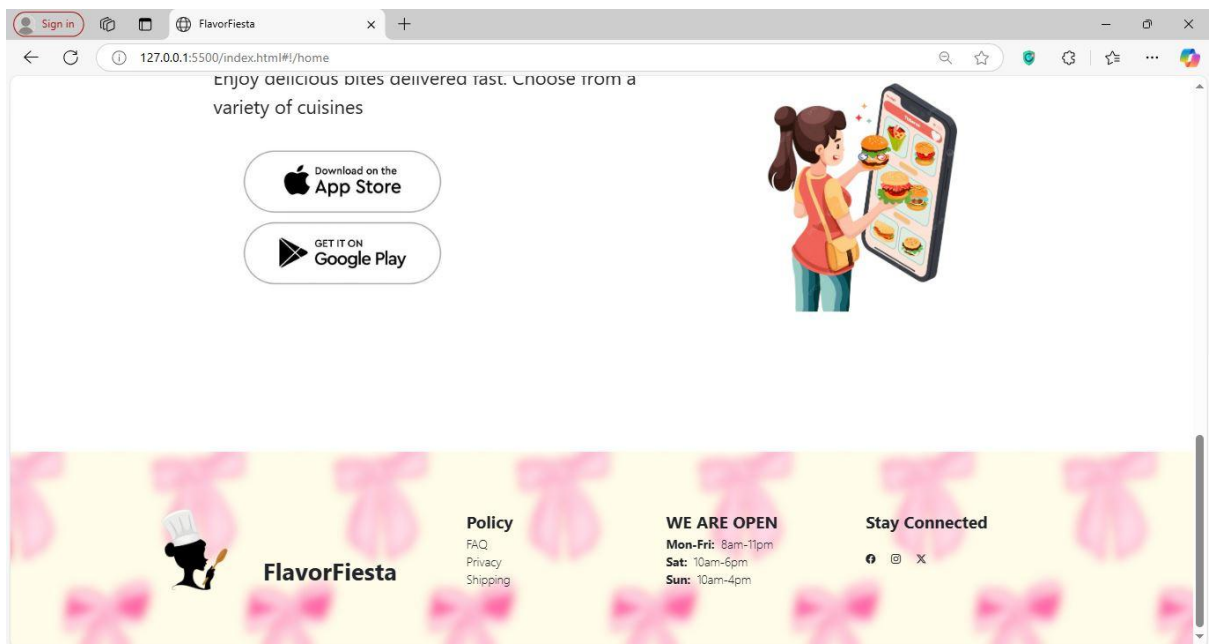 Sign in
FlavorFiesta
127.0.0.1:5500/index.html#!/home
Enjoy delicious bites delivered fast. Choose from a
variety of cuisines
Download on the
App Store
GET IT ON
Google Play
FlavorFiesta
Policy
FAQ
Privacy
Shipping
WE ARE OPEN
Mon-Fri: 8am-11pm
Sat: 10am-6pm
Sun: 10am-4pm
Stay Connected